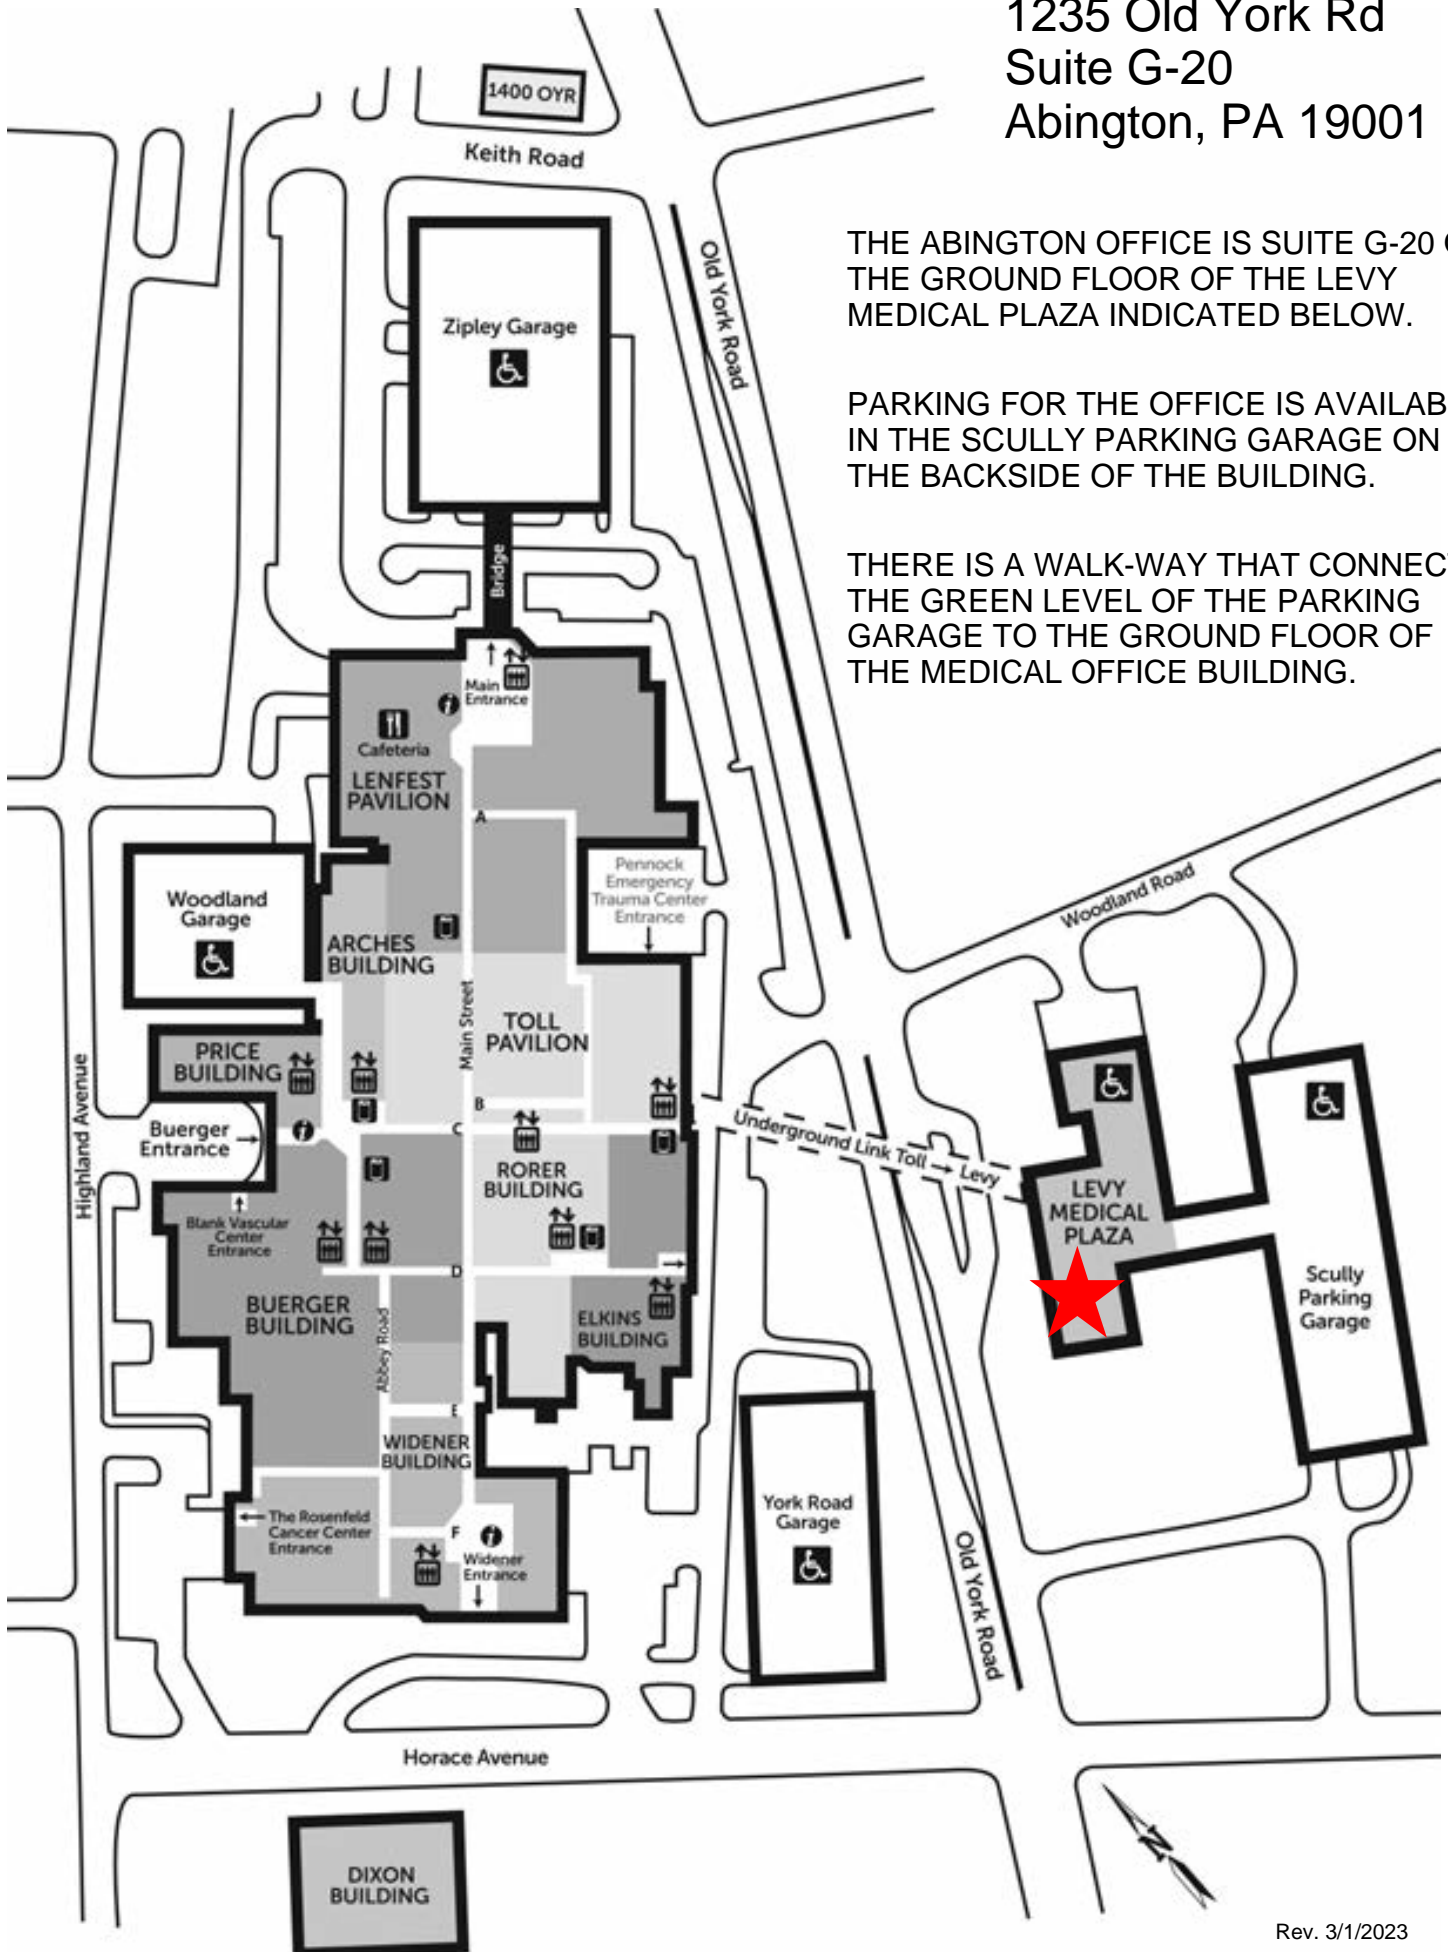 1235 Old York Rd
Suite G-20
Abington, PA 19001
THE ABINGTON OFFICE IS SUITE G-20
THE GROUND FLOOR OF THE LEVY
MEDICAL PLAZA INDICATED BELOW.
PARKING FOR THE OFFICE IS AVAILAB
IN THE SCULLY PARKING GARAGE ON
THE BACKSIDE OF THE BUILDING.
THERE IS A WALK-WAY THAT CONNEC
THE GREEN LEVEL OF THE PARKING
GARAGE TO THE GROUND FLOOR OF
THE MEDICAL OFFICE BUILDING.
1400 OYR
Keith Road
Old York Road
Zipley Garage
Bridge
Main
Entrance
Cafeteria
LENFEST
PAVILION
A
Pennock
Emergency
Trauma Center
Entrance
Woodland
Garage
ARCHES
BUILDING
Woodland Road
Main Street
TOLL
PAVILION
PRICE
BUILDING
Highland Avenue
B
Buerger
Entrance
C
Underground Link Toll → Levy
RORER
BUILDING
LEVY
MEDICAL
PLAZA
Blank Vascular
Center
Entrance
D
Scully
Parking
Garage
BUERGER
BUILDING
ELKINS
BUILDING
Abbey Road
E
WIDENER
BUILDING
York Road
Garage
The Rosenfeld
Cancer Center
Entrance
F
Widener
Entrance
Old York Road
Horace Avenue
DIXON
BUILDING
N
Rev. 3/1/2023